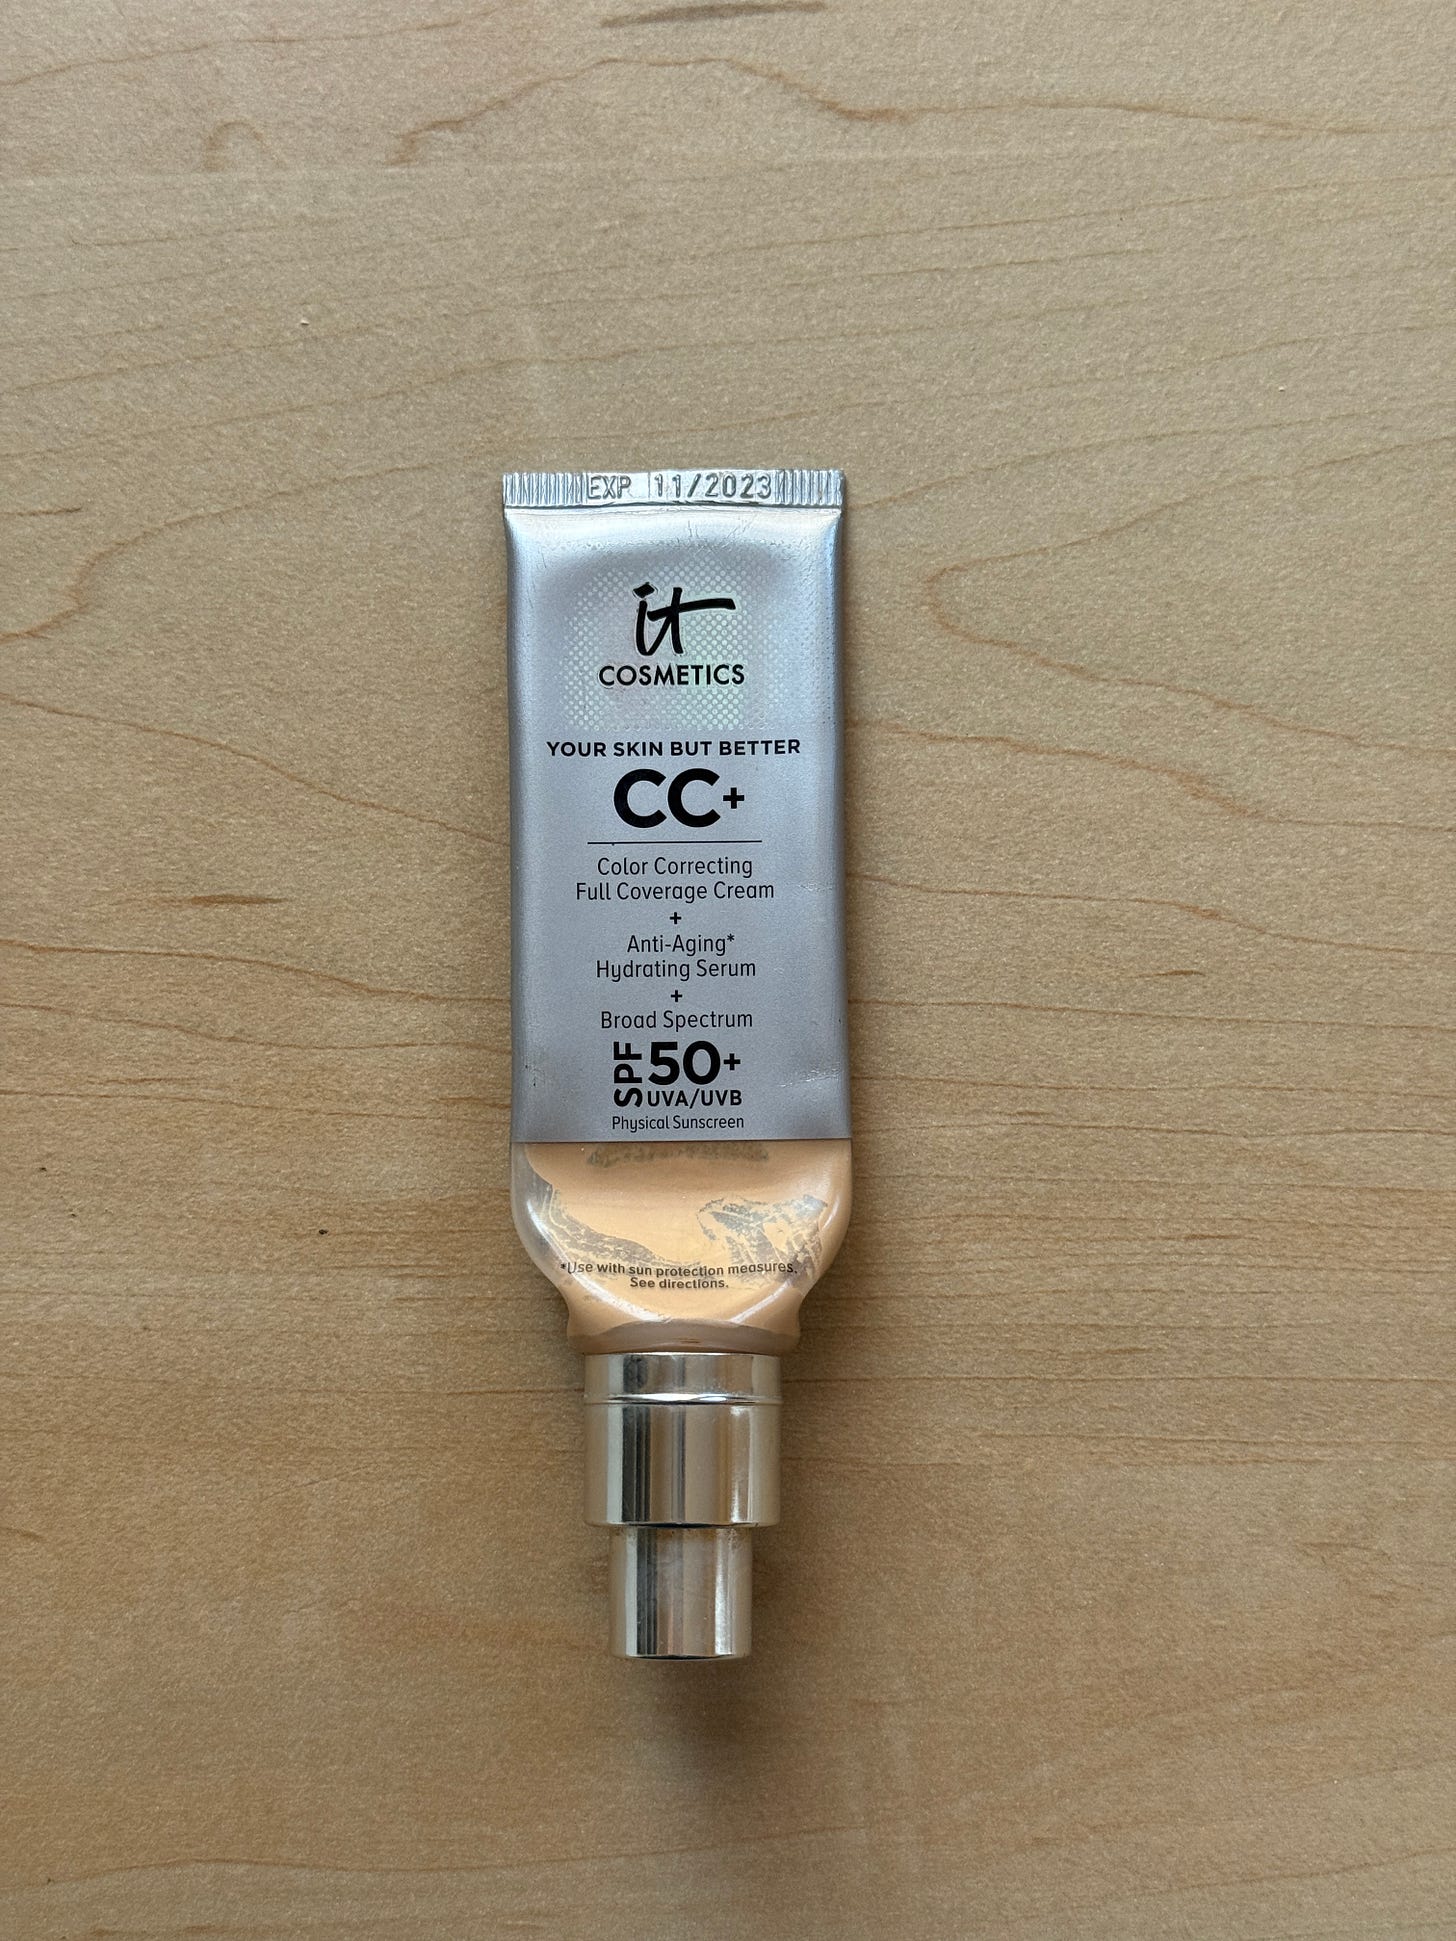 EXP 11/2023
it
COSMETICS
YOUR SKIN BUT BETTER
CC+
Color Correcting
Full Coverage Cream
+
Anti-Aging*
Hydrating Serum
+
Broad Spectrum
SPF 50+
UVA/UVB
Physical Sunscreen
*Use with sun protection measures.
See directions.